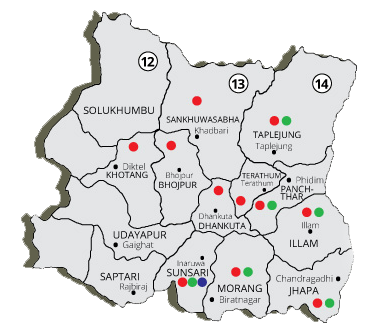 12
13
14
SOLUKHUMBU
SANKHUWASABHA
Khadbari
TAPLEJUNG
Taplejung
Diktel
KHOTANG
Bhojpur
BHOJPUR
TERATHUM
Terathum
Phidim
PANCH-
THAR
Dhankuta
DHANKUTA
Illam
ILLAM
UDAYAPUR
Gaighat
Inaruwa
SUNSARI
SAPTARI
Rajbiraj
MORANG
Biratnagar
Chandragadhi
JHAPA